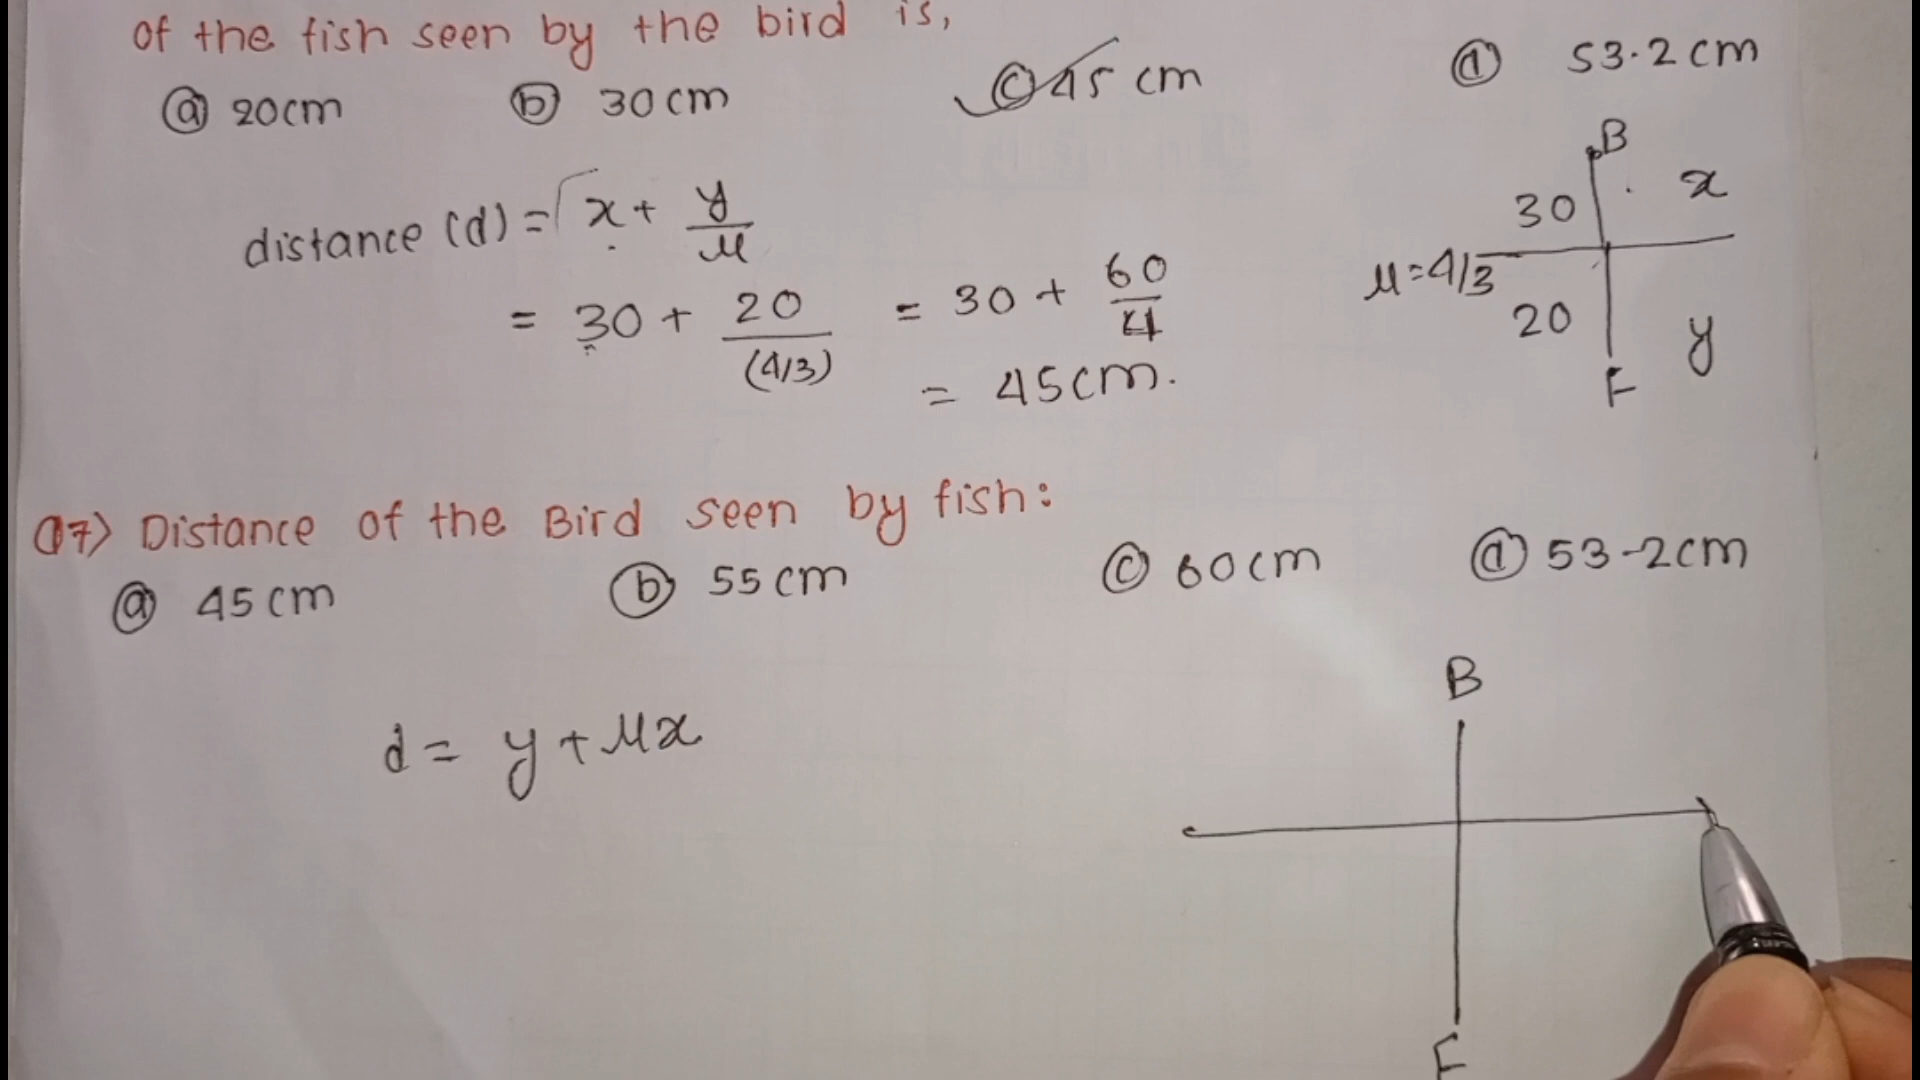 of the fish seen by the bird is,
ⓐ 20cm ⓑ 30cm ⓒ 45 cm ⓓ 53.2cm
distance (d) = x + y/μ
= 30 + 20/(4/3) = 30 + 60/4
= 45cm.
B
30 x
μ=4/3
20 y
F
Q7) Distance of the Bird seen by fish:
ⓐ 45cm ⓑ 55cm ⓒ 60cm ⓓ 53-2cm
d = y + μx
B
F